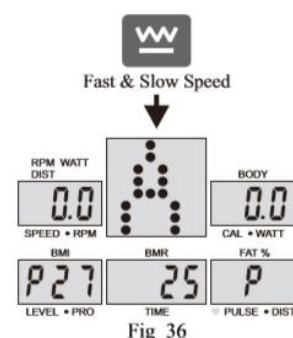 Fast & Slow Speed
RPM WATT
DIST
BODY
0.0
0.0
SPEED • RPM
CAL • WATT
BMI
BMR
FAT %
P27
25
P
LEVEL • PRO
TIME
PULSE • DIST
Fig 36